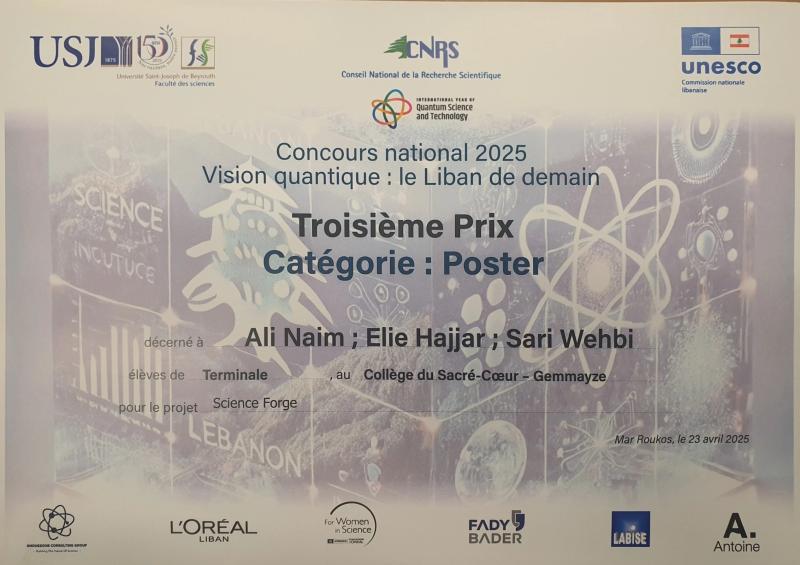 USJ 1875 150
Université Saint-Joseph de Beyrouth
Faculté des sciences
CNRS
Conseil National de la Recherche Scientifique
unesco
Commission nationale
libanaise
INTERNATIONAL YEAR OF
Quantum Science
and Technology
Concours national 2025
Vision quantique : le Liban de demain
SCIENCE
INCUTUCE
Troisième Prix
Catégorie : Poster
décerné à Ali Naim ; Elie Hajjar ; Sari Wehbi
élèves de Terminale , au Collège du Sacré-Cœur – Gemmayze
pour le projet Science Forge
LEBANON
Mar Roukos, le 23 avril 2025
L'ORÉAL
LIBAN
For Women
in Science
FADY
BADER
LABISE
A.
Antoine